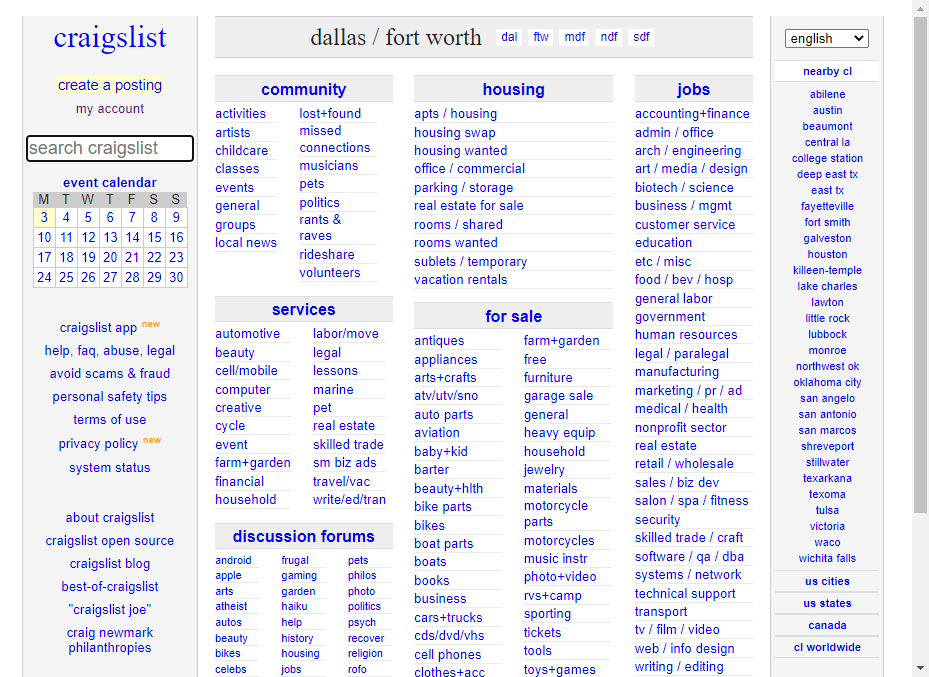 craigslist
create a posting
my account
search craigslist
event calendar
M T W T F S S
3 4 5 6 7 8 9
10 11 12 13 14 15 16
17 18 19 20 21 22 23
24 25 26 27 28 29 30
craigslist app new
help, faq, abuse, legal
avoid scams & fraud
personal safety tips
terms of use
privacy policy new
system status
about craigslist
craigslist open source
craigslist blog
best-of-craigslist
"craigslist joe"
craig newmark
philanthropies
dallas / fort worth dal ftw mdf ndf sdf
community
activities
artists
childcare
classes
events
general
groups
local news
lost+found
missed
connections
musicians
pets
politics
rants &
raves
rideshare
volunteers
services
automotive
beauty
cell/mobile
computer
creative
cycle
event
farm+garden
financial
household
labor/move
legal
lessons
marine
pet
real estate
skilled trade
sm biz ads
travel/vac
write/ed/tran
discussion forums
android
apple
arts
atheist
autos
beauty
bikes
celebs
frugal
gaming
garden
haiku
help
history
housing
jobs
pets
philos
photo
politics
psych
recover
religion
rofo
housing
apts / housing
housing swap
housing wanted
office / commercial
parking / storage
real estate for sale
rooms / shared
rooms wanted
sublets / temporary
vacation rentals
for sale
antiques
appliances
arts+crafts
atv/utv/sno
auto parts
aviation
baby+kid
barter
beauty+hlth
bike parts
bikes
boat parts
boats
books
business
cars+trucks
cds/dvd/vhs
cell phones
clothes+acc
farm+garden
free
furniture
garage sale
general
heavy equip
household
jewelry
materials
motorcycle
parts
motorcycles
music instr
photo+video
rvs+camp
sporting
tickets
tools
toys+games
jobs
accounting+finance
admin / office
arch / engineering
art / media / design
biotech / science
business / mgmt
customer service
education
etc / misc
food / bev / hosp
general labor
government
human resources
legal / paralegal
manufacturing
marketing / pr / ad
medical / health
nonprofit sector
real estate
retail / wholesale
sales / biz dev
salon / spa / fitness
security
skilled trade / craft
software / qa / dba
systems / network
technical support
transport
tv / film / video
web / info design
writing / editing
english
nearby cl
abilene
austin
beaumont
central la
college station
deep east tx
east tx
fayetteville
fort smith
galveston
houston
killeen-temple
lake charles
lawton
little rock
lubbock
monroe
northwest ok
oklahoma city
san angelo
san antonio
san marcos
shreveport
stillwater
texarkana
texoma
tulsa
victoria
waco
wichita falls
us cities
us states
canada
cl worldwide